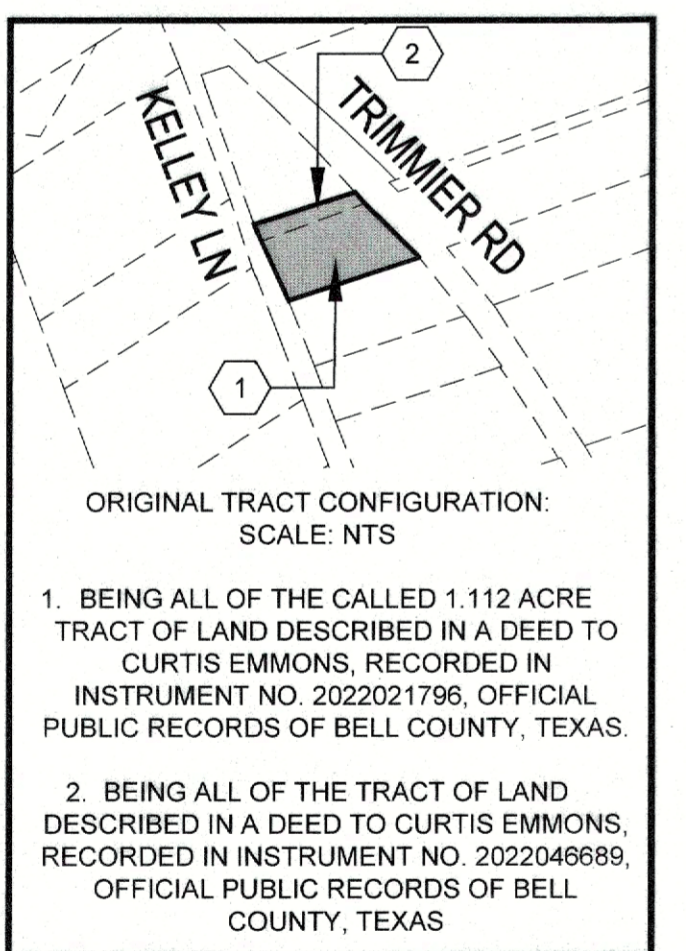 2
KELLEY LN
TRIMMIER RD
1
ORIGINAL TRACT CONFIGURATION:
SCALE: NTS
1. BEING ALL OF THE CALLED 1.112 ACRE
TRACT OF LAND DESCRIBED IN A DEED TO
CURTIS EMMONS, RECORDED IN
INSTRUMENT NO. 2022021796, OFFICIAL
PUBLIC RECORDS OF BELL COUNTY, TEXAS.
2. BEING ALL OF THE TRACT OF LAND
DESCRIBED IN A DEED TO CURTIS EMMONS,
RECORDED IN INSTRUMENT NO. 2022046689,
OFFICIAL PUBLIC RECORDS OF BELL
COUNTY, TEXAS